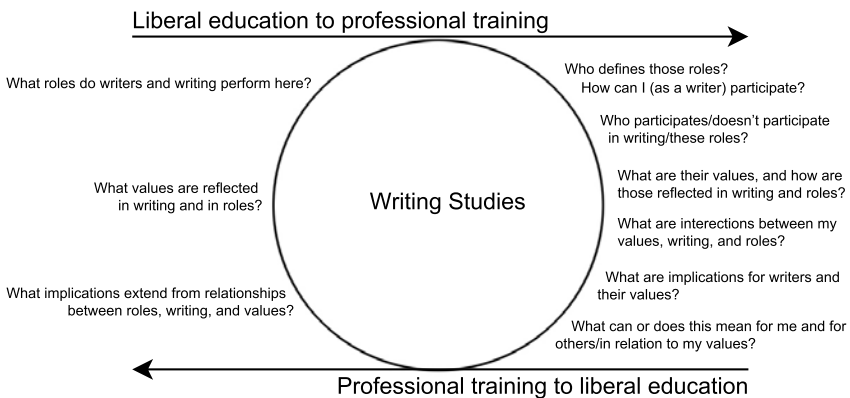 Liberal education to professional training
What roles do writers and writing perform here?
What values are reflected
in writing and in roles?
What implications extend from relationships
between roles, writing, and values?
Writing Studies
Who defines those roles?
How can I (as a writer) participate?
Who participates/doesn't participate
in writing/these roles?
What are their values, and how are
those reflected in writing and roles?
What are interections between my
values, writing, and roles?
What are implications for writers and
their values?
What can or does this mean for me and for
others/in relation to my values?
Professional training to liberal education